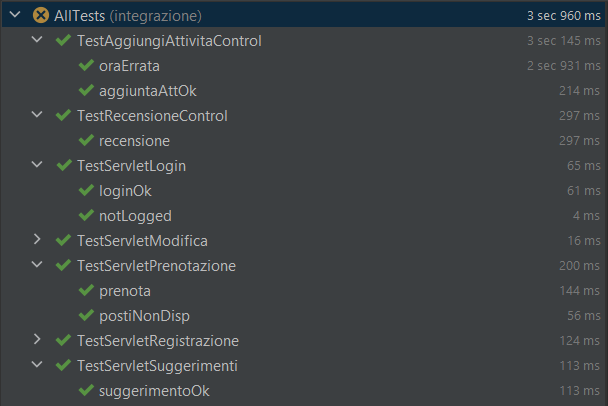 AllTests (integrazione) 3 sec 960 ms
TestAggiungiAttivitaControl 3 sec 145 ms
oraErrata 2 sec 931 ms
aggiuntaAttOk 214 ms
TestRecensioneControl 297 ms
recensione 297 ms
TestServletLogin 65 ms
loginOk 61 ms
notLogged 4 ms
TestServletModifica 16 ms
TestServletPrenotazione 200 ms
prenota 144 ms
postiNonDisp 56 ms
TestServletRegistrazione 124 ms
TestServletSuggerimenti 113 ms
suggerimentoOk 113 ms